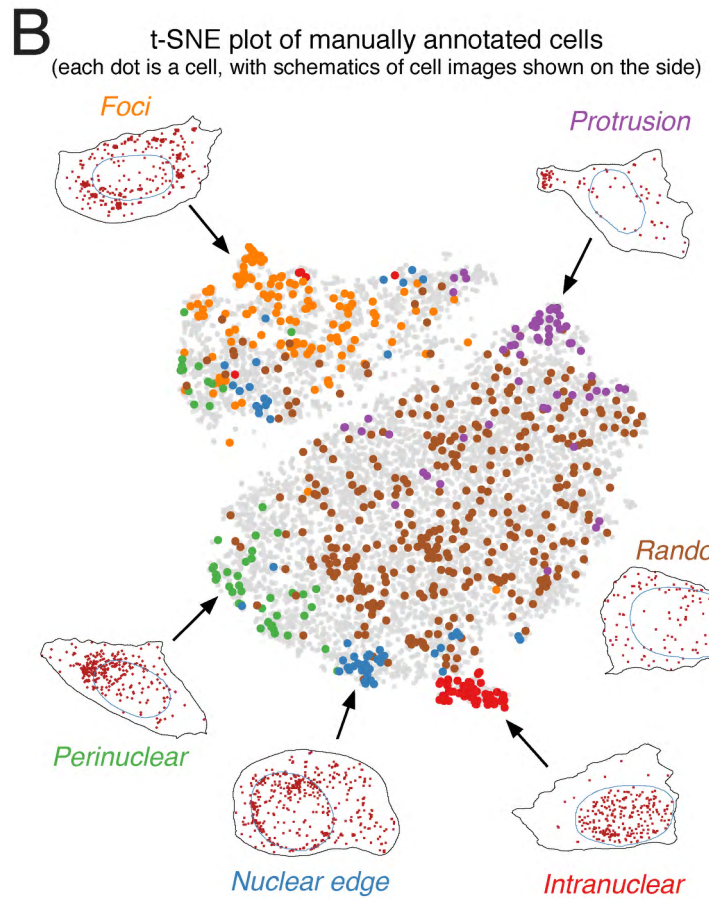 B
t-SNE plot of manually annotated cells
(each dot is a cell, with schematics of cell images shown on the side)
Foci
Protrusion
Rando
Perinuclear
Nuclear edge
Intranuclear